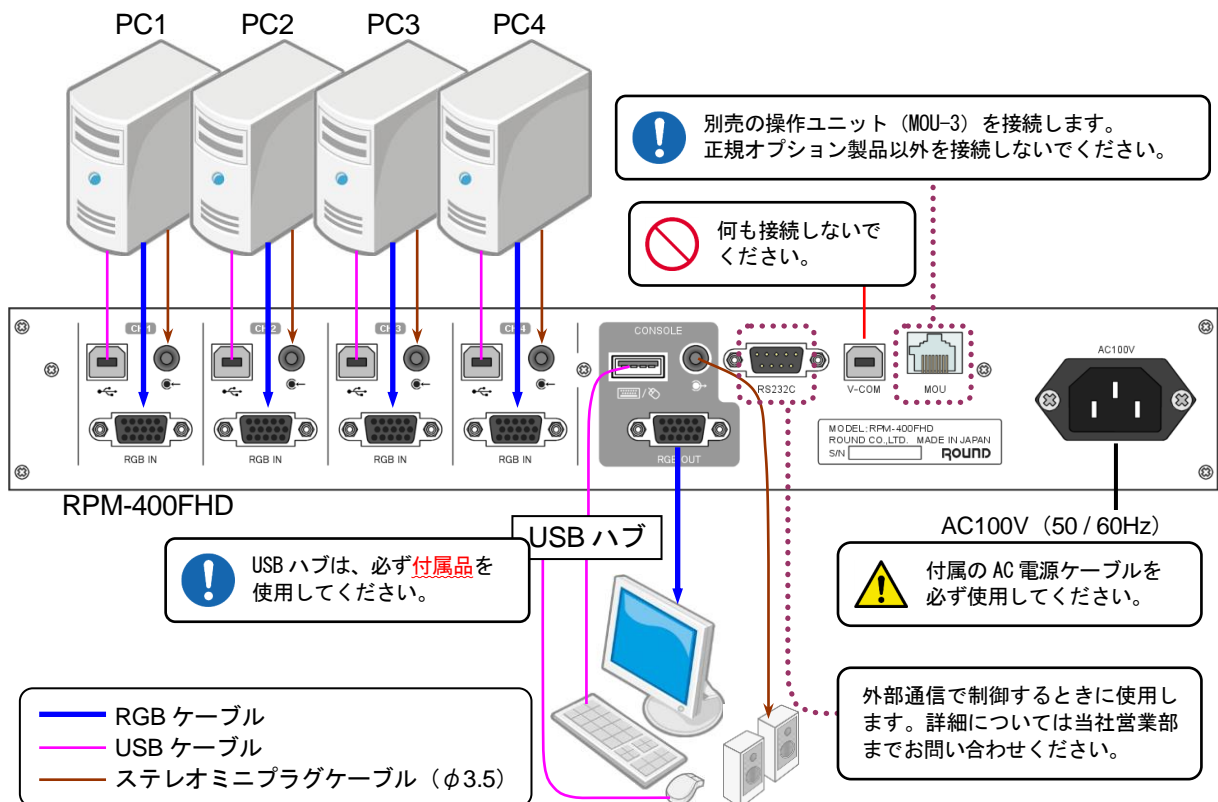 PC1
PC2
PC3
PC4
別売の操作ユニット（MOU-3）を接続します。
正規オプション製品以外を接続しないでください。
何も接続しないで
ください。
CH1
CH2
CH3
CH4
RGB IN
RGB IN
RGB IN
RGB IN
CONSOLE
RGB OUT
RS232C
V-COM
MOU
AC100V
MODEL:RPM-400FHD
ROUND CO.,LTD. MADE IN JAPAN
S/N
ROUND
RPM-400FHD
AC100V（50 / 60Hz）
USB ハブ
USB ハブは、必ず付属品を
使用してください。
付属の AC 電源ケーブルを
必ず使用してください。
外部通信で制御するときに使用し
ます。詳細については当社営業部
までお問い合わせください。
RGB ケーブル
USB ケーブル
ステレオミニプラグケーブル（φ3.5）